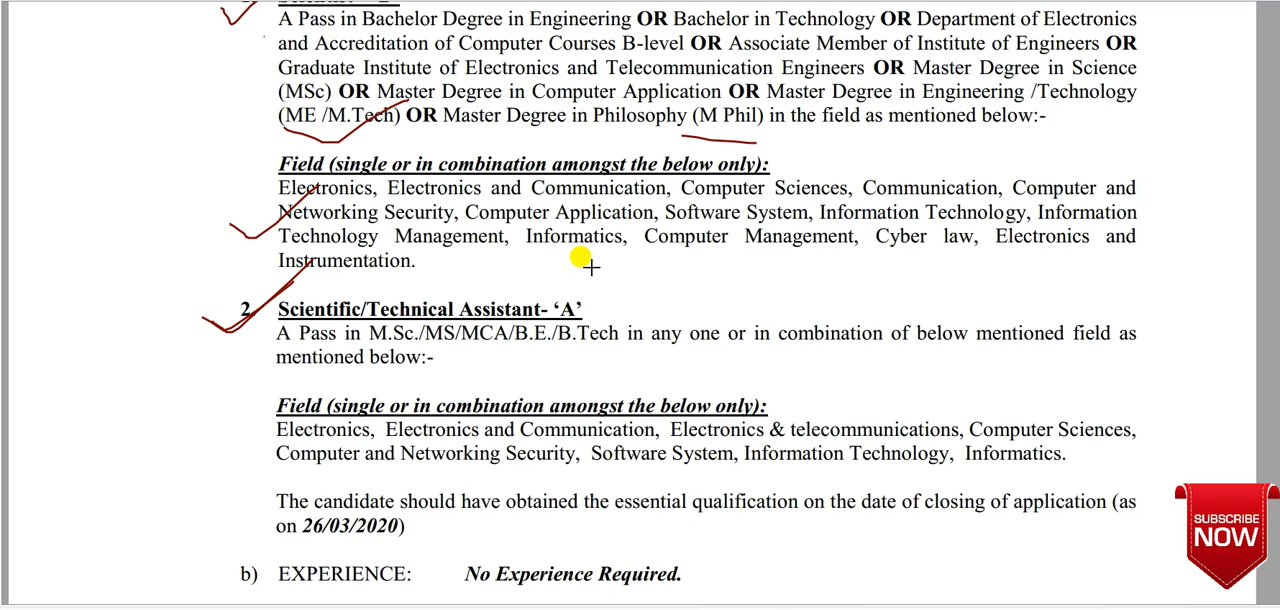 A Pass in Bachelor Degree in Engineering OR Bachelor in Technology OR Department of Electronics
and Accreditation of Computer Courses B-level OR Associate Member of Institute of Engineers OR
Graduate Institute of Electronics and Telecommunication Engineers OR Master Degree in Science
(MSc) OR Master Degree in Computer Application OR Master Degree in Engineering /Technology
(ME /M.Tech) OR Master Degree in Philosophy (M Phil) in the field as mentioned below:-
Field (single or in combination amongst the below only):
Electronics, Electronics and Communication, Computer Sciences, Communication, Computer and
Networking Security, Computer Application, Software System, Information Technology, Information
Technology Management, Informatics, Computer Management, Cyber law, Electronics and
Instrumentation.
2. Scientific/Technical Assistant- ‘A’
A Pass in M.Sc./MS/MCA/B.E./B.Tech in any one or in combination of below mentioned field as
mentioned below:-
Field (single or in combination amongst the below only):
Electronics, Electronics and Communication, Electronics & telecommunications, Computer Sciences,
Computer and Networking Security, Software System, Information Technology, Informatics.
The candidate should have obtained the essential qualification on the date of closing of application (as
on 26/03/2020)
b) EXPERIENCE: No Experience Required.
SUBSCRIBE
NOW